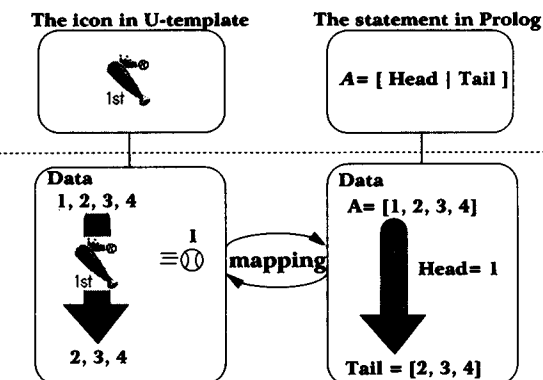 The icon in U-template
The statement in Prolog
1st
A= [ Head | Tail ]
Data
1, 2, 3, 4
1
1st
2, 3, 4
mapping
Data
A= [1, 2, 3, 4]
Head= 1
Tail = [2, 3, 4]